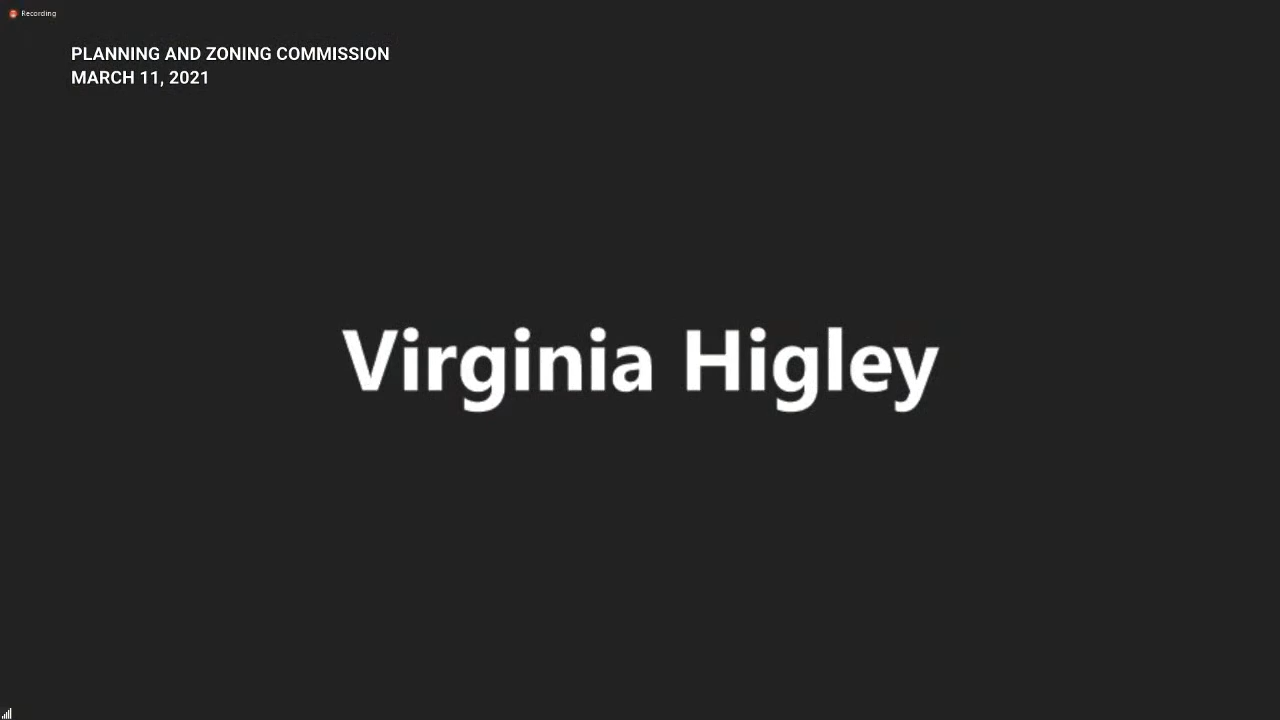 Recording
PLANNING AND ZONING COMMISSION
MARCH 11, 2021
Virginia Higley